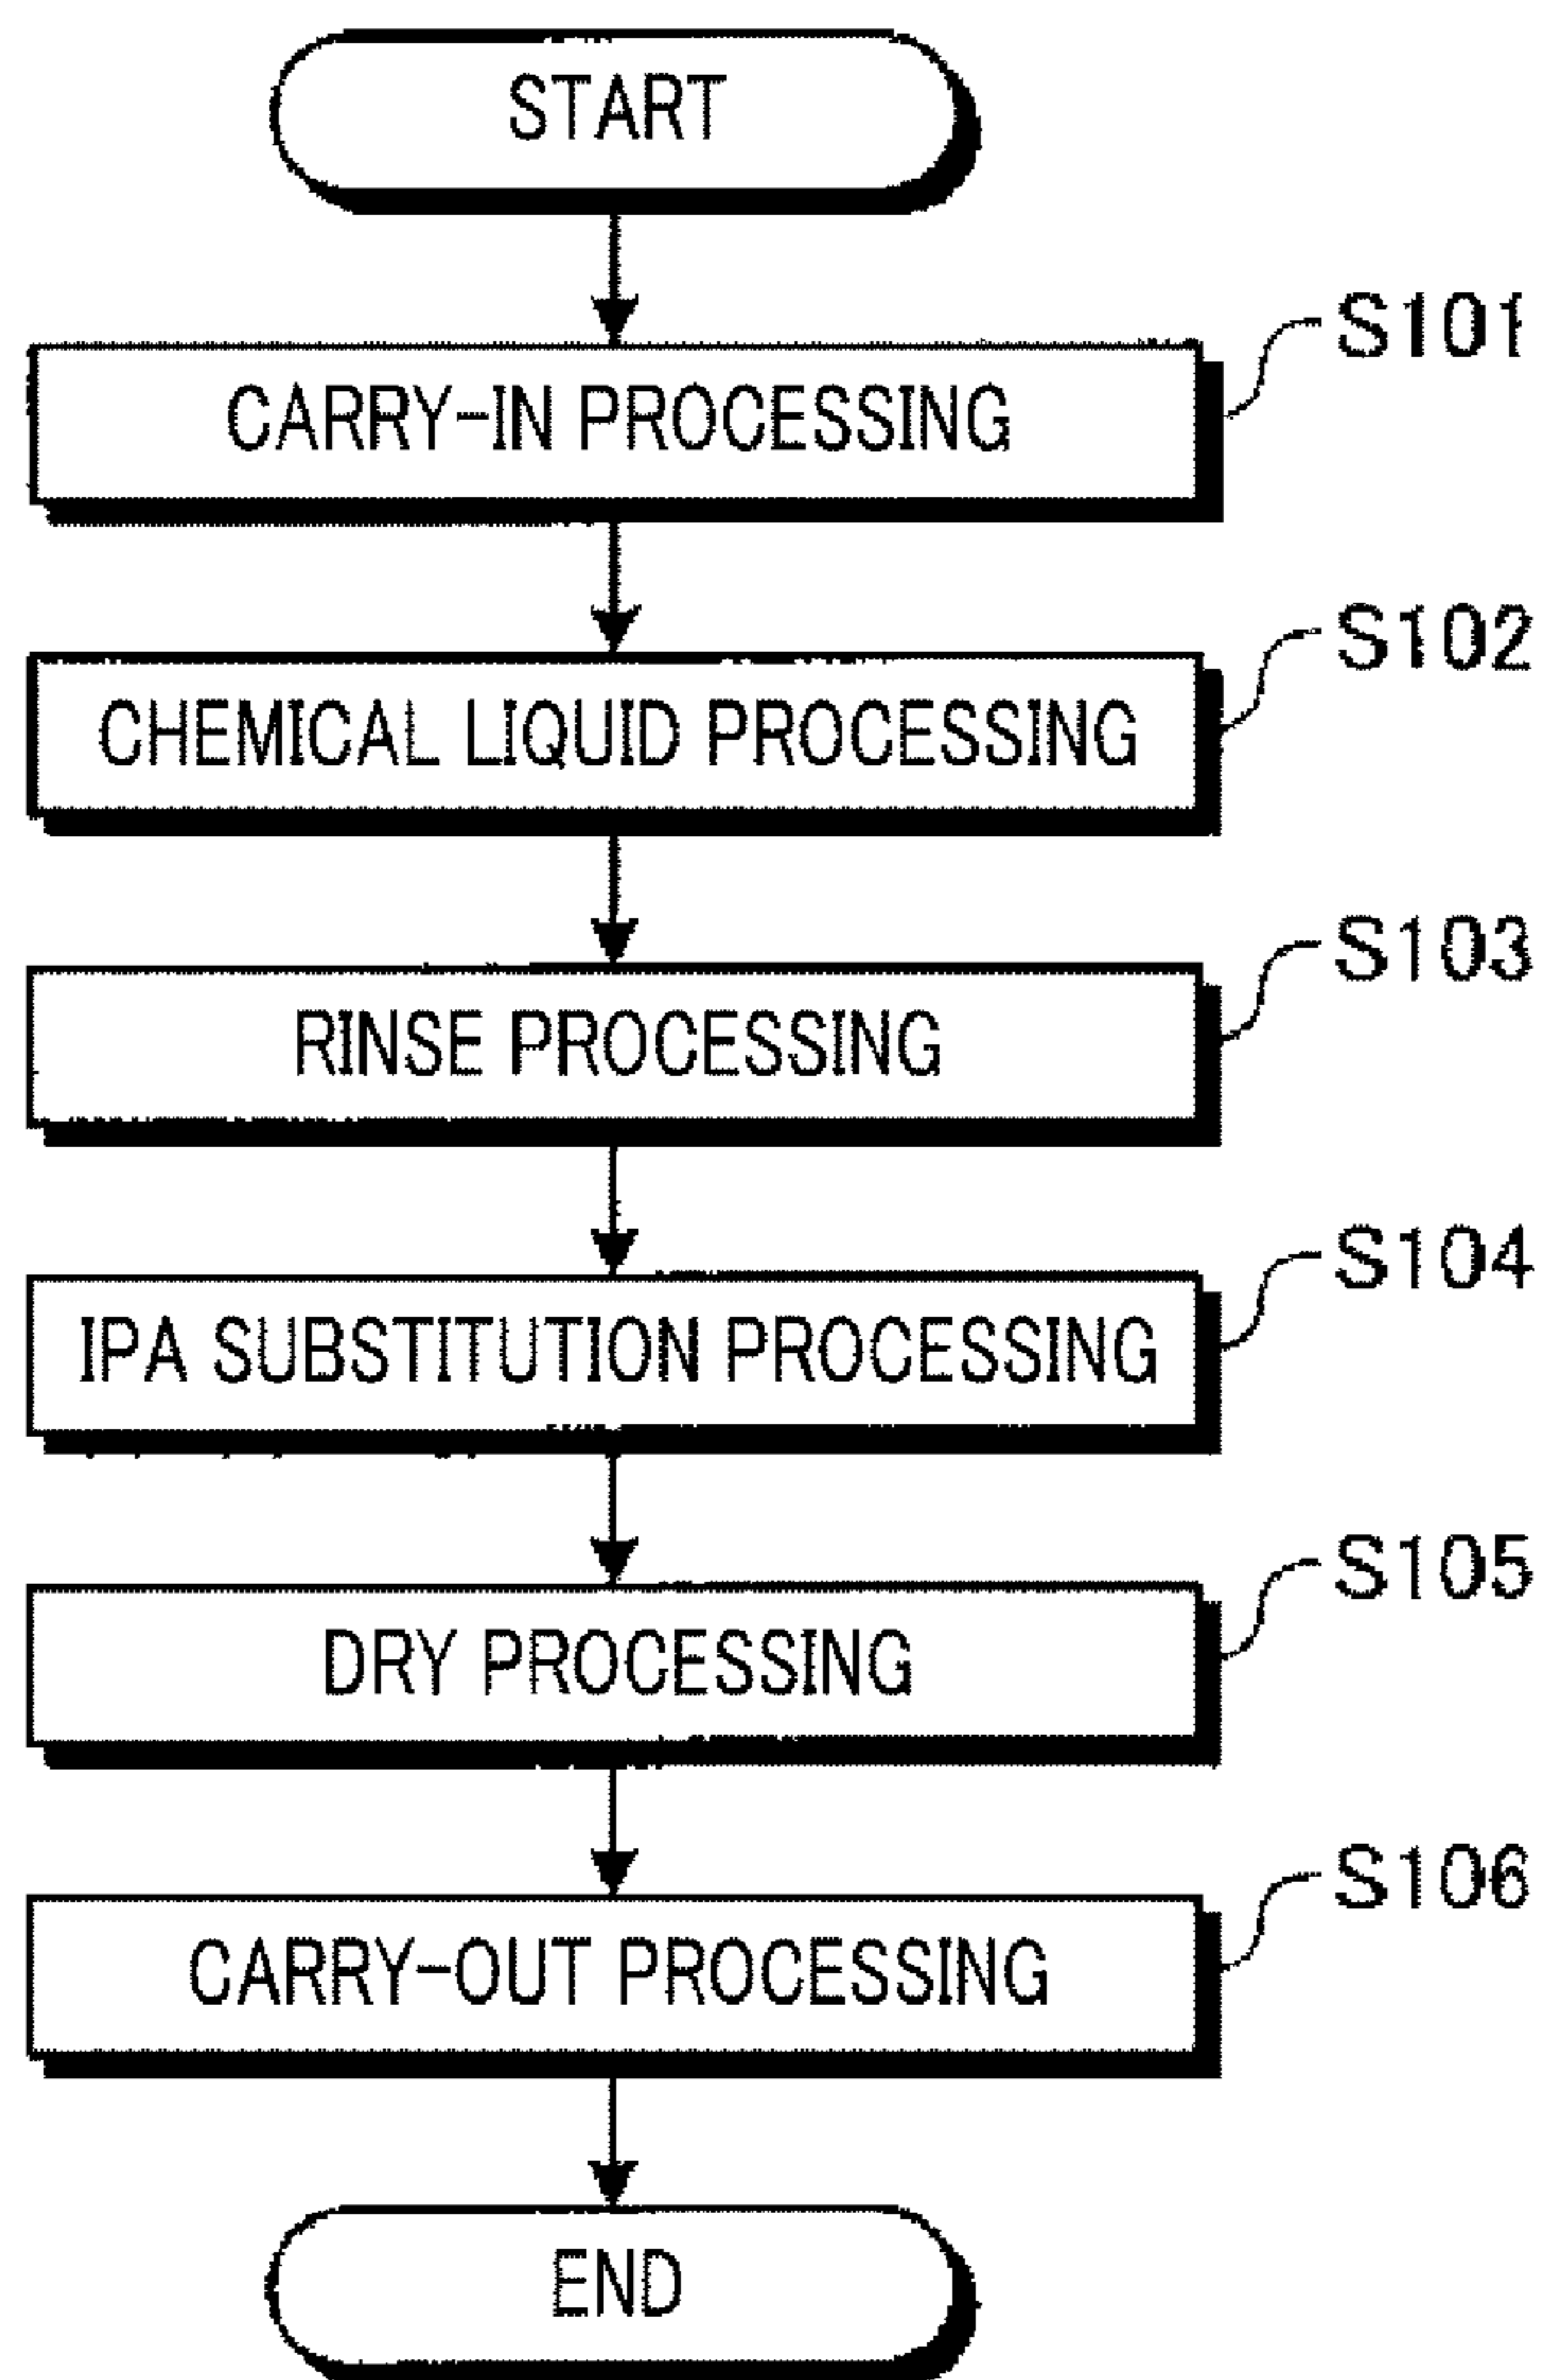 START
S101
CARRY-IN PROCESSING
S102
CHEMICAL LIQUID PROCESSING
S103
RINSE PROCESSING
S104
IPA SUBSTITUTION PROCESSING
S105
DRY PROCESSING
S106
CARRY-OUT PROCESSING
END